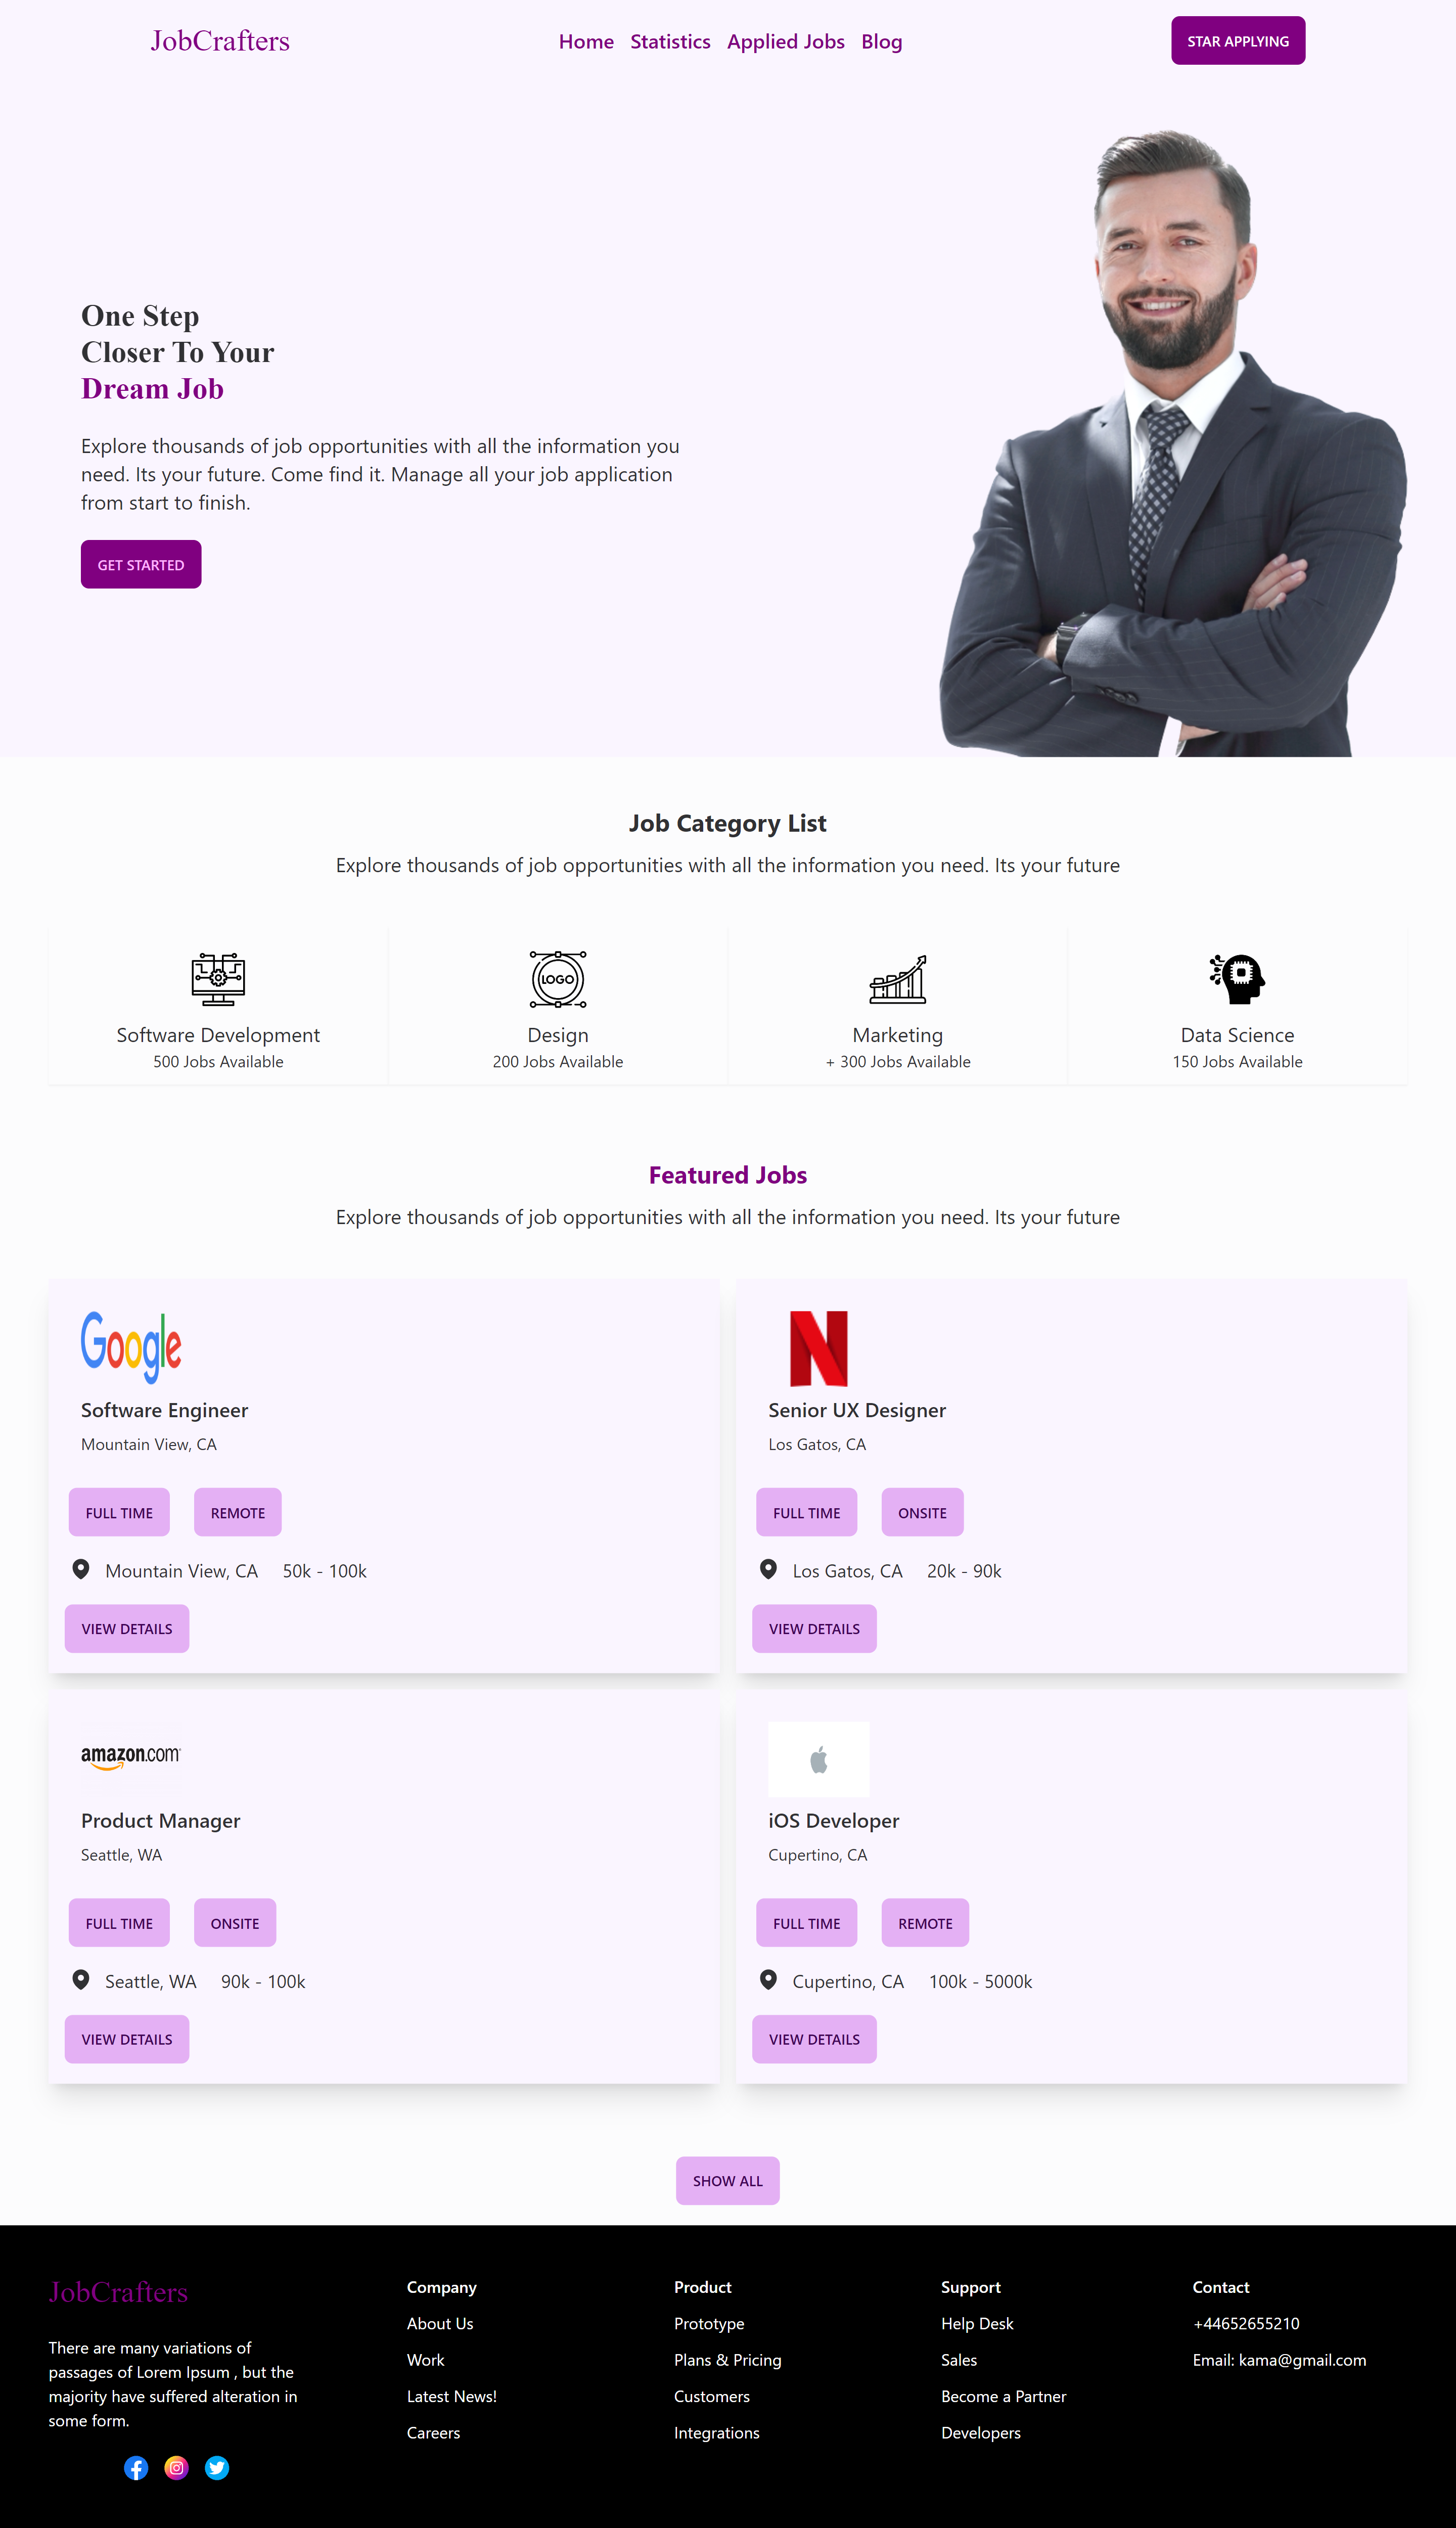 JobCrafters
Home Statistics Applied Jobs Blog
STAR APPLYING
One Step
Closer To Your
Dream Job
Explore thousands of job opportunities with all the information you
need. Its your future. Come find it. Manage all your job application
from start to finish.
GET STARTED
Job Category List
Explore thousands of job opportunities with all the information you need. Its your future
LOGO
Software Development
500 Jobs Available
Design
200 Jobs Available
Marketing
+ 300 Jobs Available
Data Science
150 Jobs Available
Featured Jobs
Explore thousands of job opportunities with all the information you need. Its your future
Google
Software Engineer
Mountain View, CA
FULL TIME REMOTE
Mountain View, CA 50k - 100k
VIEW DETAILS
N
Senior UX Designer
Los Gatos, CA
FULL TIME ONSITE
Los Gatos, CA 20k - 90k
VIEW DETAILS
amazon.com
Product Manager
Seattle, WA
FULL TIME ONSITE
Seattle, WA 90k - 100k
VIEW DETAILS
iOS Developer
Cupertino, CA
FULL TIME REMOTE
Cupertino, CA 100k - 5000k
VIEW DETAILS
SHOW ALL
JobCrafters
There are many variations of
passages of Lorem Ipsum , but the
majority have suffered alteration in
some form.
Company
About Us
Work
Latest News!
Careers
Product
Prototype
Plans & Pricing
Customers
Integrations
Support
Help Desk
Sales
Become a Partner
Developers
Contact
+44652655210
Email: kama@gmail.com